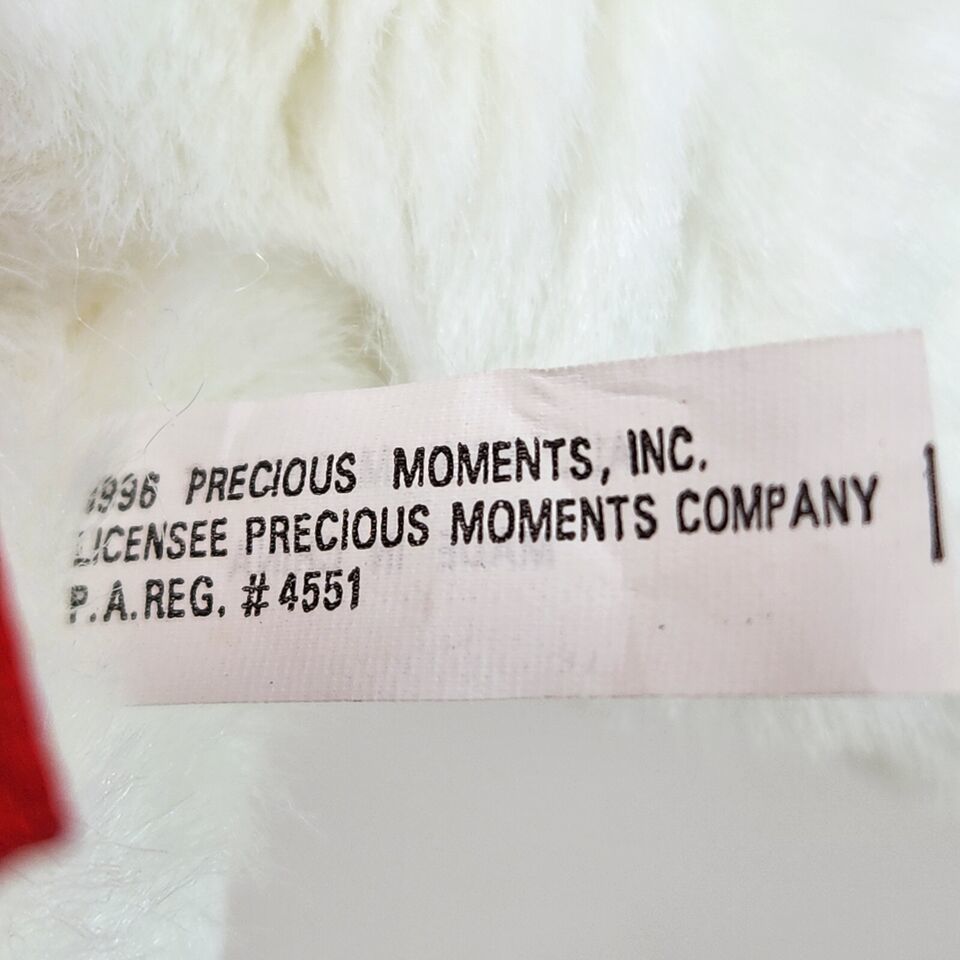 1996 PRECIOUS MOMENTS, INC.
LICENSEE PRECIOUS MOMENTS COMPANY
P.A.REG. #4551